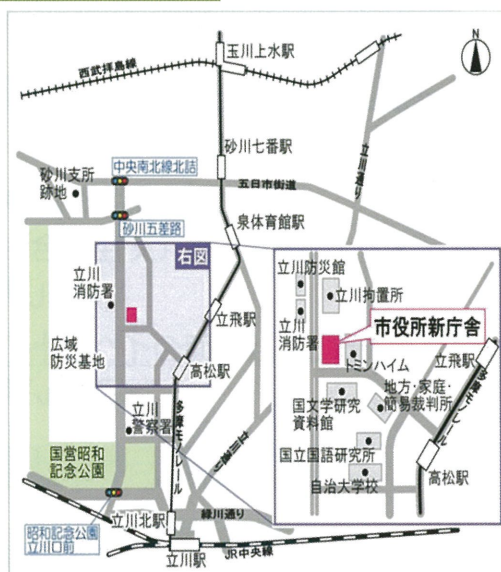 玉川上水駅
西武拝島線
N
砂川七番駅
立川通り
中央南北線北詰
砂川支所
跡地
五日市街道
砂川五差路
泉体育館駅
右図
立川
消防署
立飛駅
広域
防災基地
高松駅
立川
警察署
多摩モノレール
立川通り
国営昭和
記念公園
立川北駅
緑川通り
昭和記念公園
立川口前
立川駅
JR中央線
立川防災館
立川拘置所
立川
消防署
市役所新庁舎
トミンハイム
立飛駅
地方・家庭・
簡易裁判所
国文学研究
資料館
多摩モノレール
国立国語研究所
高松駅
自治大学校